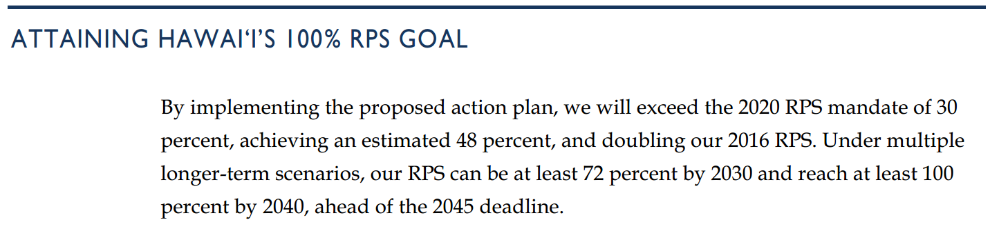 ATTAINING HAWAI‘I’S 100% RPS GOAL
By implementing the proposed action plan, we will exceed the 2020 RPS mandate of 30
percent, achieving an estimated 48 percent, and doubling our 2016 RPS. Under multiple
longer-term scenarios, our RPS can be at least 72 percent by 2030 and reach at least 100
percent by 2040, ahead of the 2045 deadline.